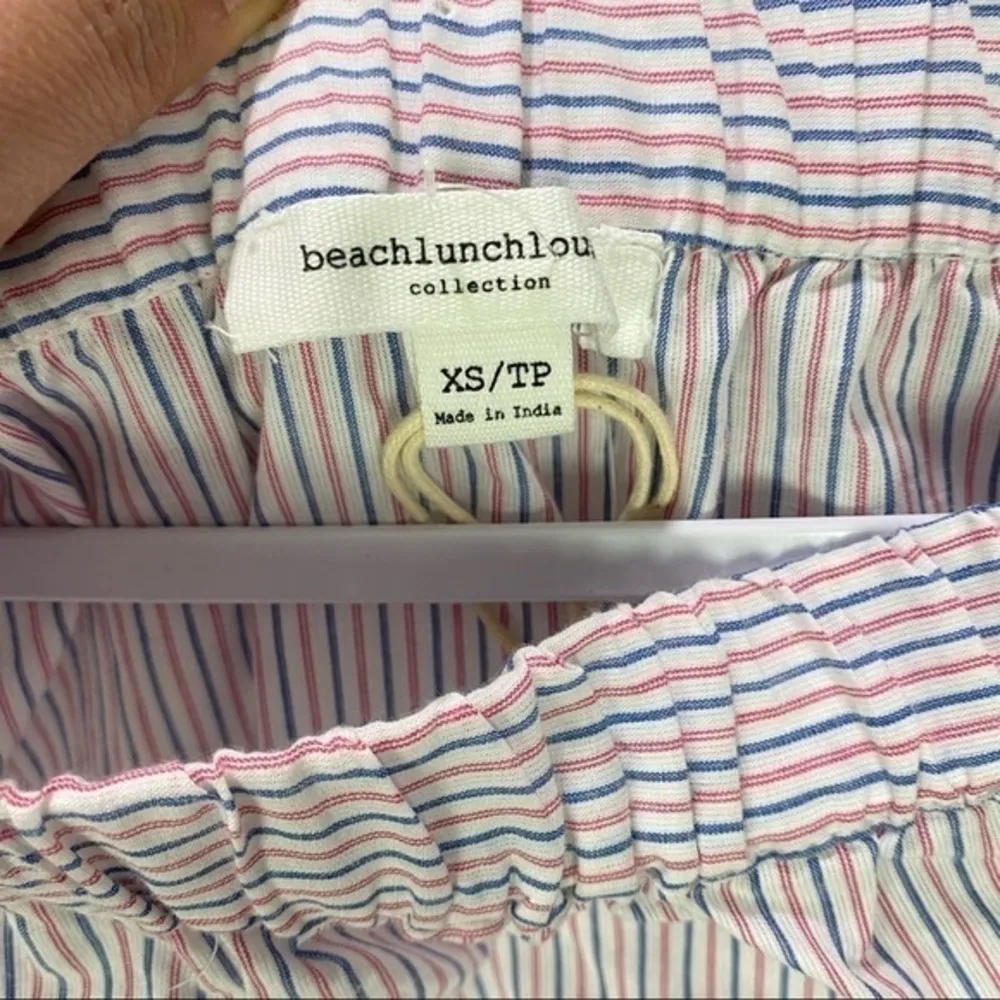 beachlunchlou
collection
XS/TP
Made in India